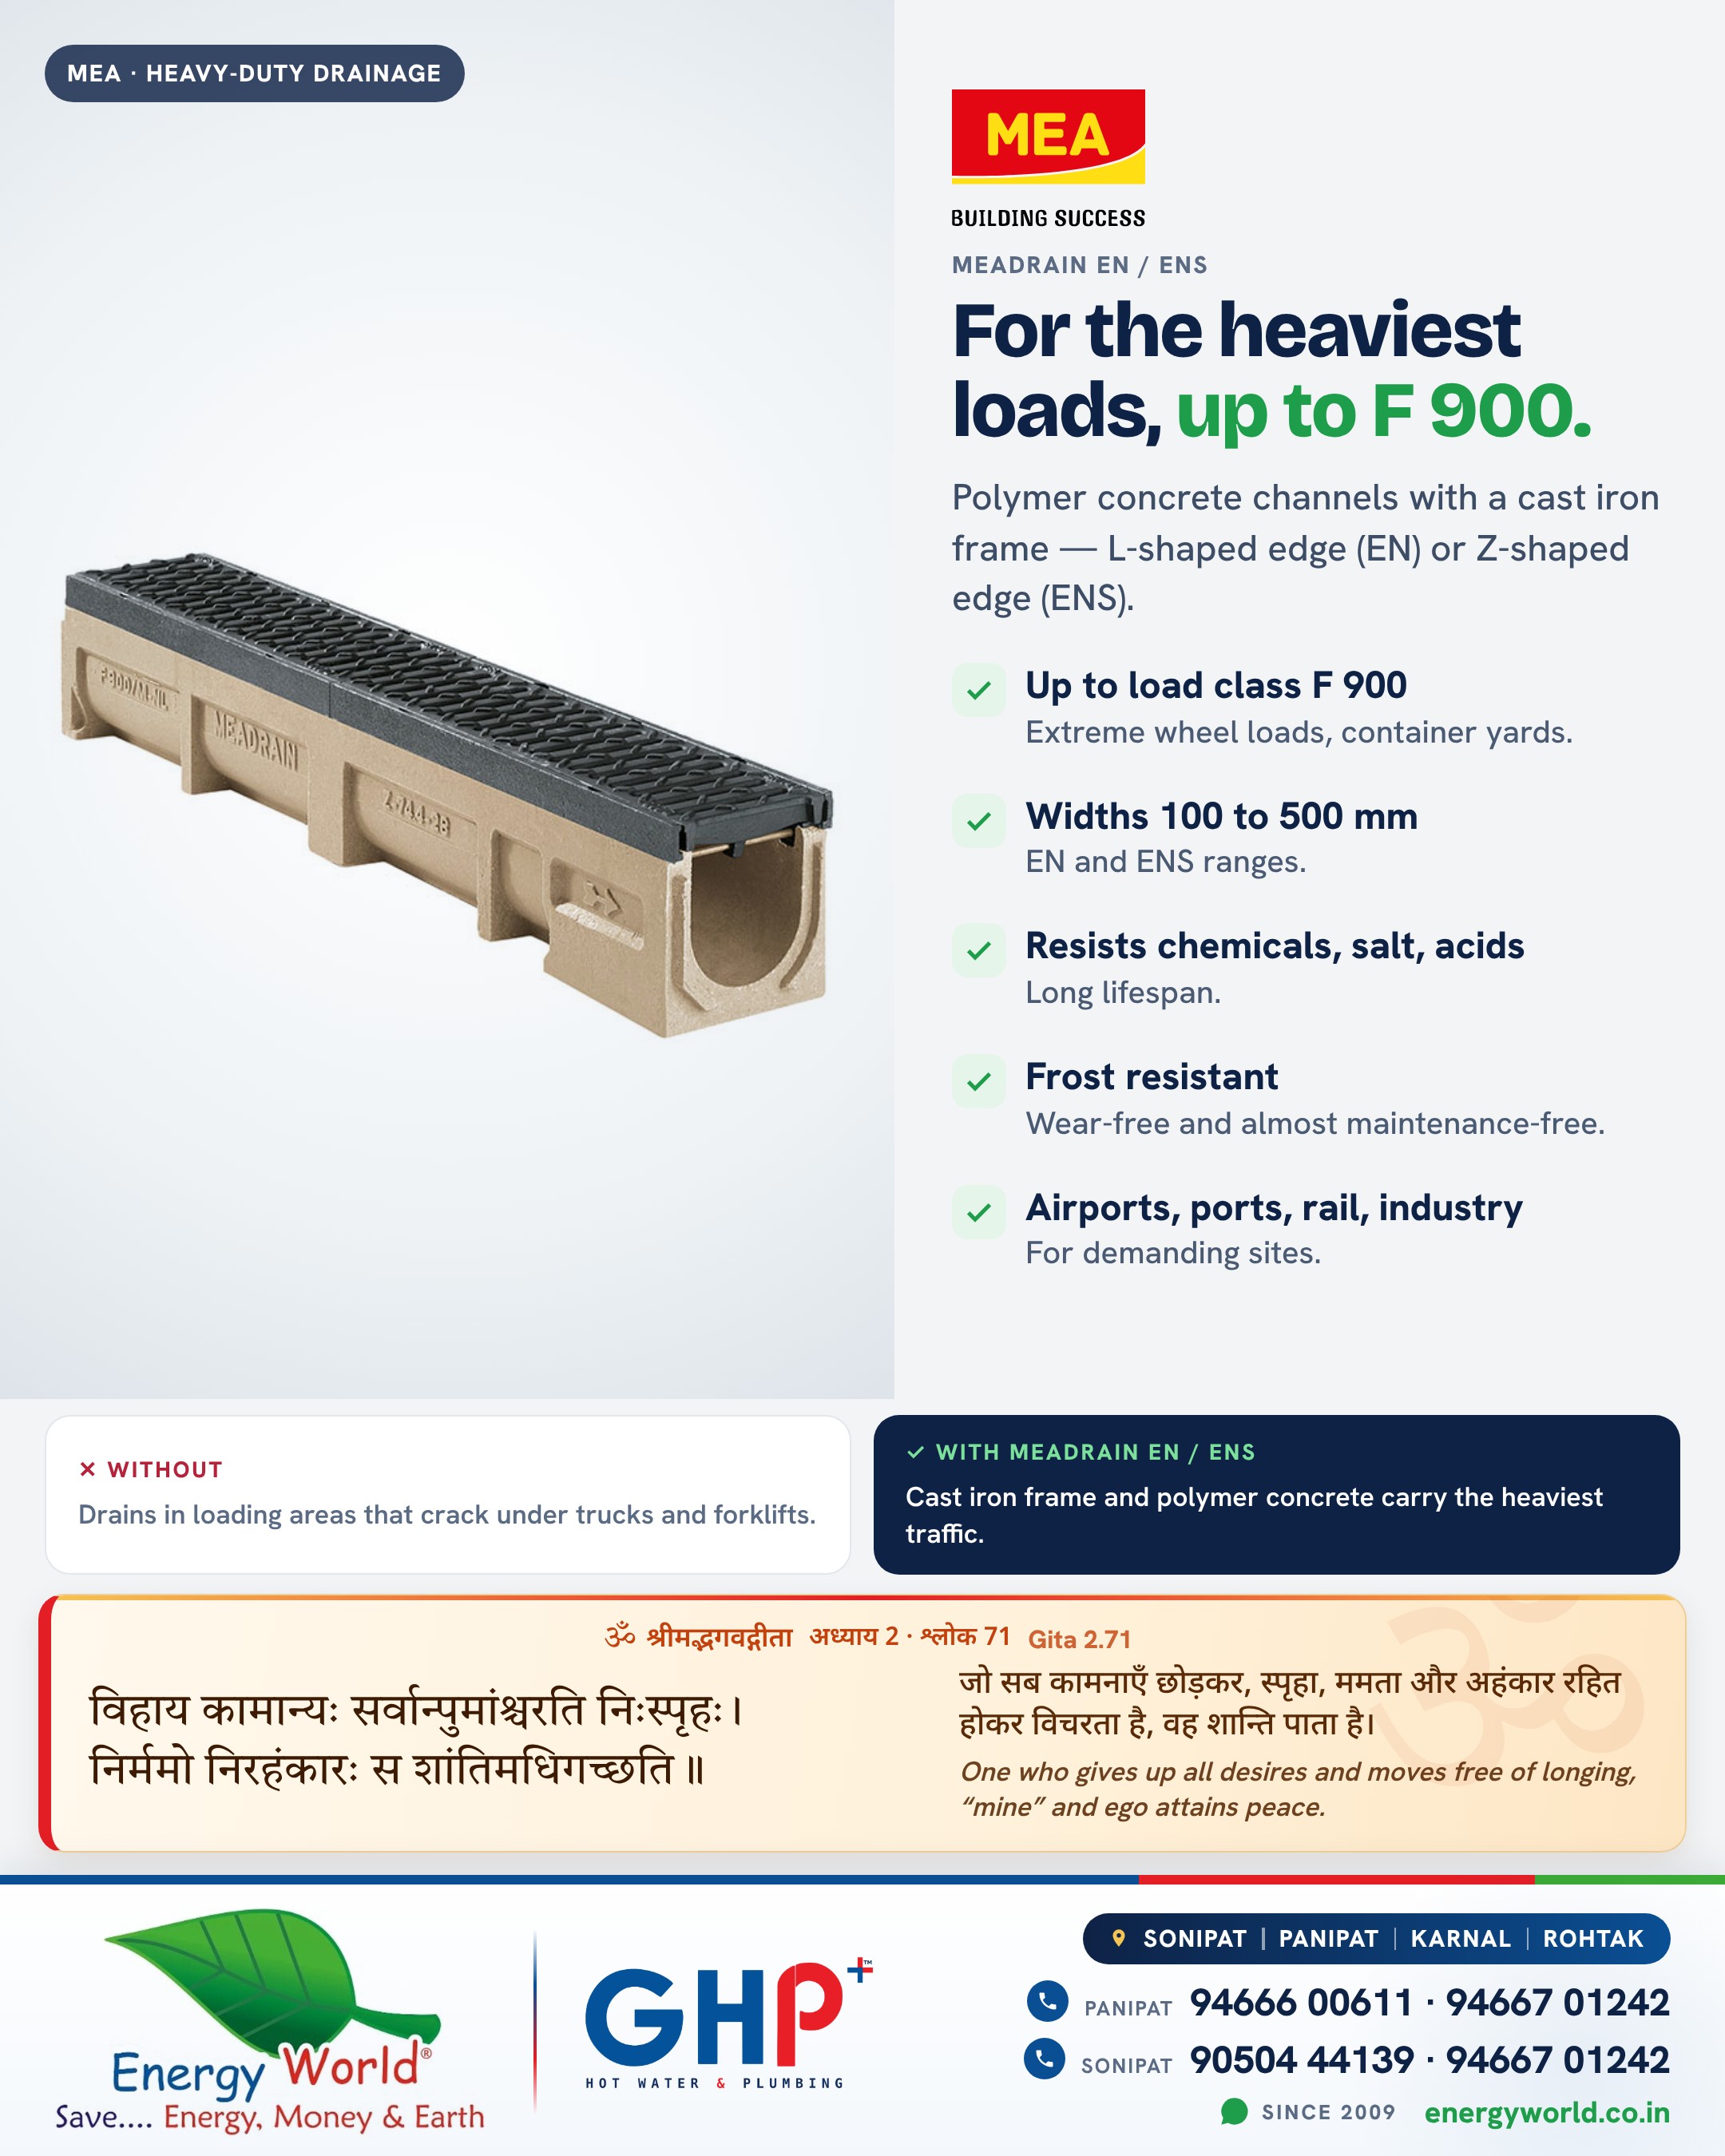 MEA · HEAVY-DUTY DRAINAGE
MEA
BUILDING SUCCESS
MEADRAIN EN / ENS
For the heaviest
loads, up to F 900.
Polymer concrete channels with a cast iron
frame — L-shaped edge (EN) or Z-shaped
edge (ENS).
Up to load class F 900
Extreme wheel loads, container yards.
Widths 100 to 500 mm
EN and ENS ranges.
Resists chemicals, salt, acids
Long lifespan.
Frost resistant
Wear-free and almost maintenance-free.
Airports, ports, rail, industry
For demanding sites.
MEADRAIN
✕ WITHOUT
Drains in loading areas that crack under trucks and forklifts.
✓ WITH MEADRAIN EN / ENS
Cast iron frame and polymer concrete carry the heaviest
traffic.
ॐ श्रीमद्भगवद्गीता अध्याय 2 · श्लोक 71 Gita 2.71
विहाय कामान्यः सर्वान्पुमांश्चरति निःस्पृहः।
निर्ममो निरहंकारः स शांतिमधिगच्छति॥
जो सब कामनाएँ छोड़कर, स्पृहा, ममता और अहंकार रहित
होकर विचरता है, वह शान्ति पाता है।
One who gives up all desires and moves free of longing,
“mine” and ego attains peace.
Energy World®
Save.... Energy, Money & Earth
GHP+™
HOT WATER & PLUMBING
SONIPAT | PANIPAT | KARNAL | ROHTAK
PANIPAT 94666 00611 · 94667 01242
SONIPAT 90504 44139 · 94667 01242
SINCE 2009 energyworld.co.in